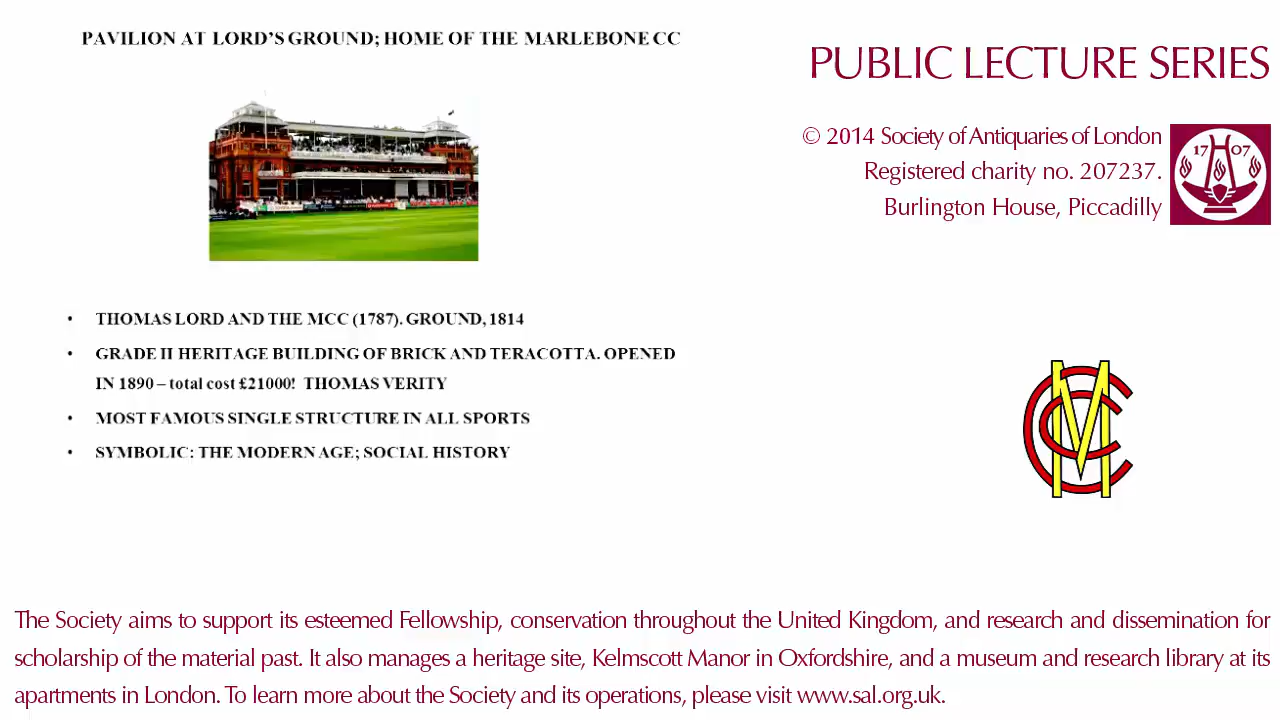 PAVILION AT LORD'S GROUND; HOME OF THE MARLEBONE CC
PUBLIC LECTURE SERIES
© 2014 Society of Antiquaries of London
Registered charity no. 207237.
Burlington House, Piccadilly
17 07
• THOMAS LORD AND THE MCC (1787). GROUND, 1814
• GRADE II HERITAGE BUILDING OF BRICK AND TERACOTTA. OPENED
IN 1890 – total cost £21000! THOMAS VERITY
• MOST FAMOUS SINGLE STRUCTURE IN ALL SPORTS
• SYMBOLIC: THE MODERN AGE; SOCIAL HISTORY
MCC
The Society aims to support its esteemed Fellowship, conservation throughout the United Kingdom, and research and dissemination for
scholarship of the material past. It also manages a heritage site, Kelmscott Manor in Oxfordshire, and a museum and research library at its
apartments in London. To learn more about the Society and its operations, please visit www.sal.org.uk.